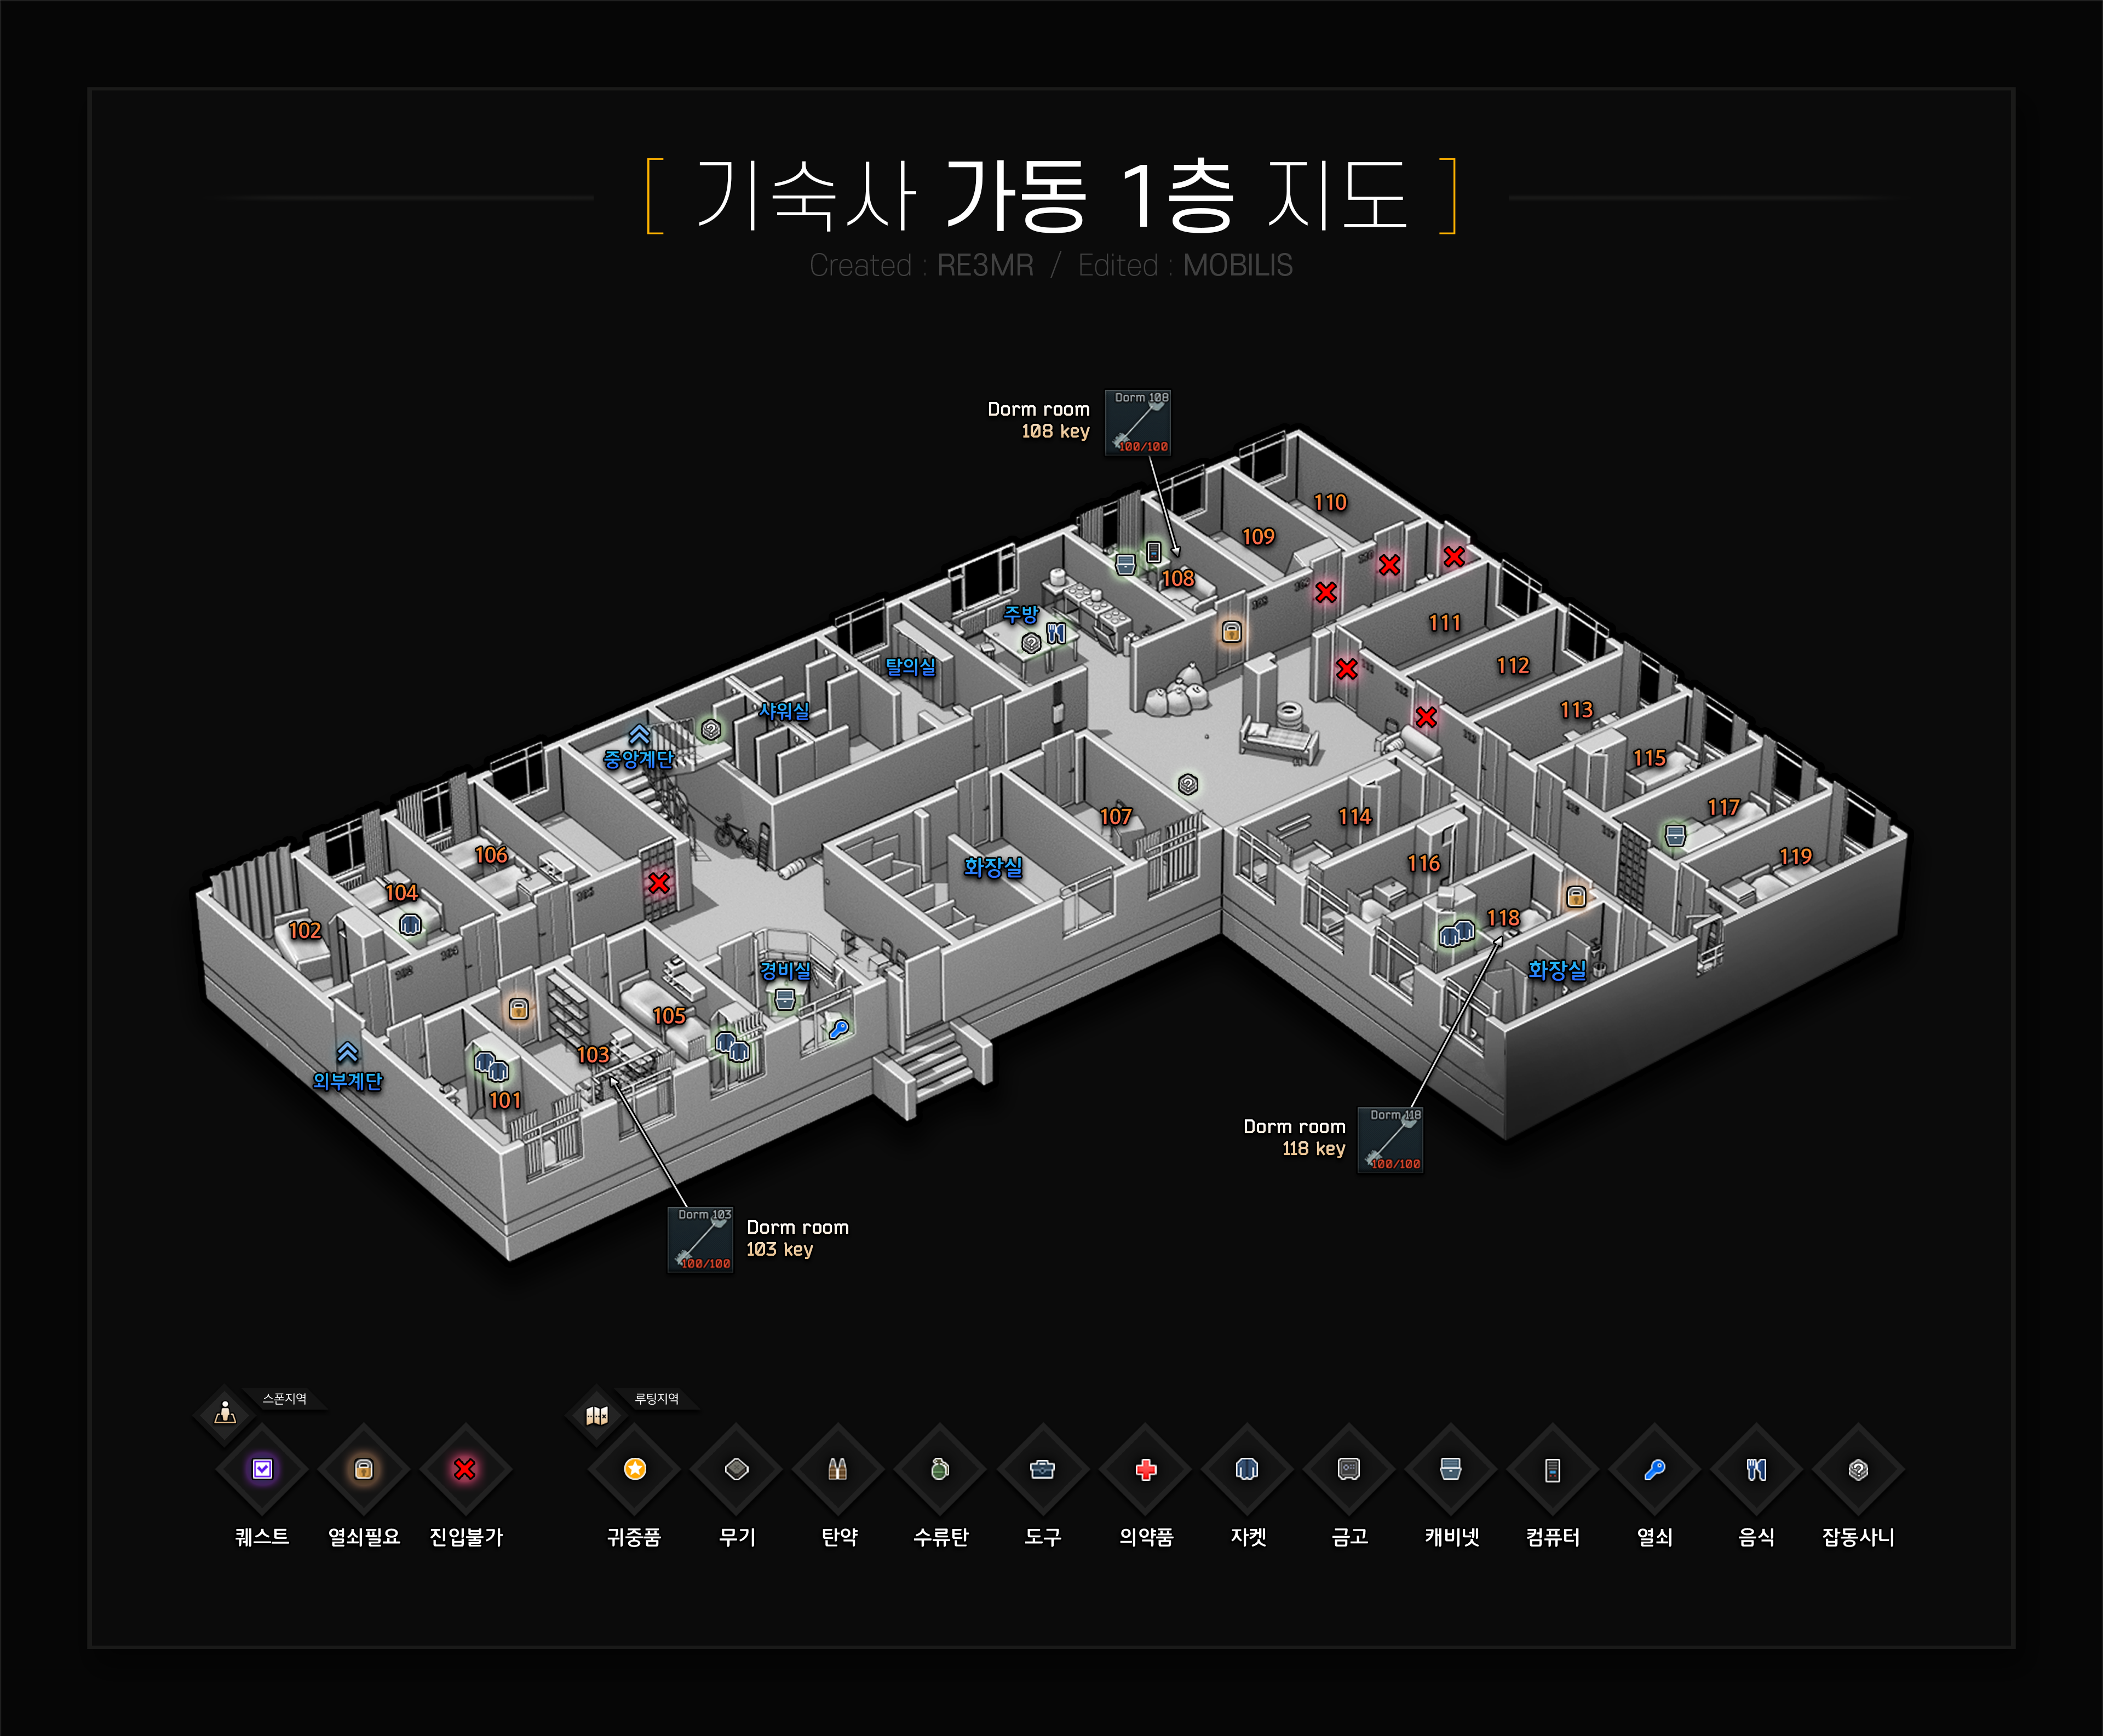 [ 기숙사 가동 1층 지도 ]
Created : RE3MR / Edited : MOBILIS
Dorm room
108 key
Dorm 108
100/100
110
109
108
111
112
113
주방
탈의실
샤워실
중앙계단
115
117
119
107
114
116
118
화장실
화장실
106
104
102
경비실
105
103
101
외부계단
Dorm room
118 key
Dorm 118
100/100
Dorm 103
100/100
Dorm room
103 key
스폰지역
루팅지역
퀘스트
열쇠필요
진입불가
귀중품
무기
탄약
수류탄
도구
의약품
자켓
금고
캐비넷
컴퓨터
열쇠
음식
잡동사니